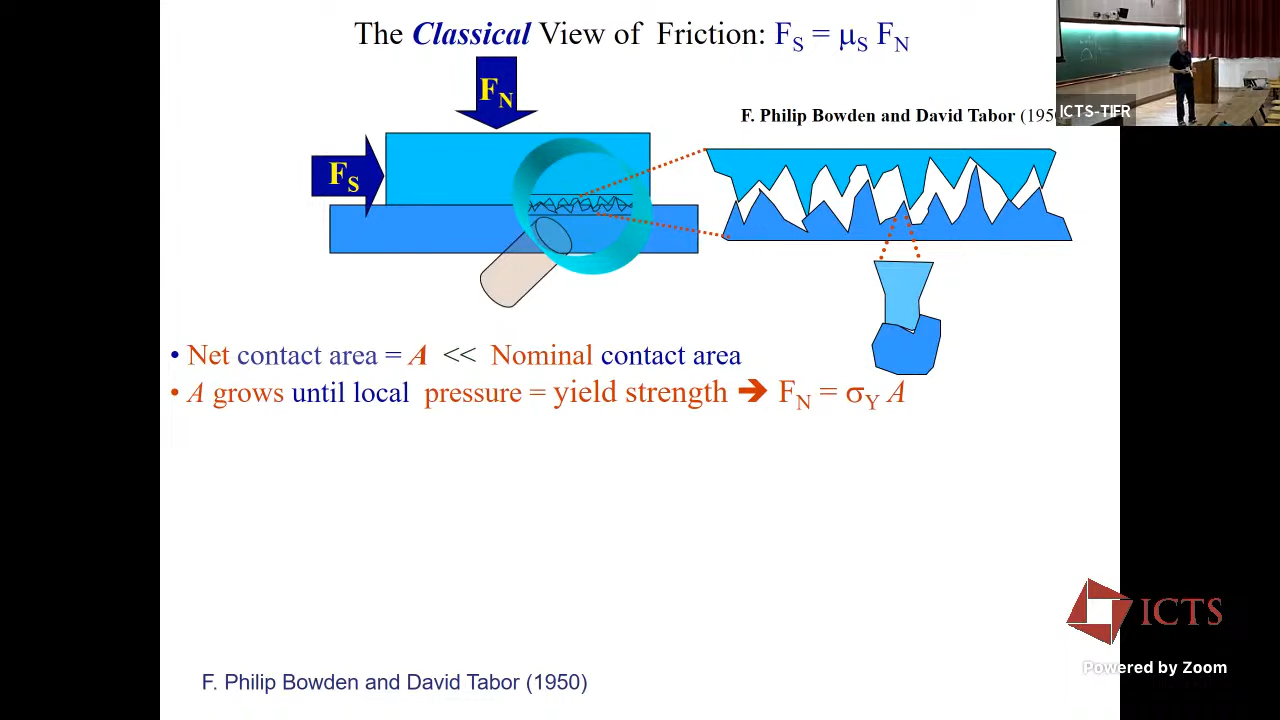 The Classical View of Friction: FS = μS FN
FN
ICTS-TIFR
F. Philip Bowden and David Tabor (195
FS
• Net contact area = A << Nominal contact area
• A grows until local pressure = yield strength ➔ FN = σY A
ICTS
Powered by Zoom
F. Philip Bowden and David Tabor (1950)